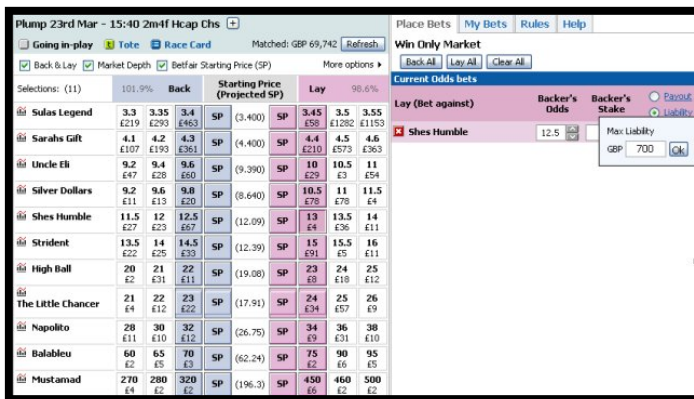 Plump 23rd Mar - 15:40 2m4f Hcap Chs +
Going in-play Tote Race Card Matched: GBP 69,742 Refresh
Back & Lay Market Depth Betfair Starting Price (SP) More options
Selections: (11) 101.9% Back Starting Price (Projected SP) Lay 98.6%
Sulas Legend 3.3 3.35 3.4 SP (3.400) SP 3.45 3.5 3.55
£219 £293 £463 £58 £1282 £1153
Sarahs Gift 4.1 4.2 4.3 SP (4.400) SP 4.4 4.5 4.6
£107 £193 £361 £210 £573 £363
Uncle Eli 9.2 9.4 9.6 SP (9.390) SP 10 10.5 11
£47 £28 £60 £29 £3 £54
Silver Dollars 9.2 9.6 9.8 SP (8.640) SP 10.5 11 11.5
£11 £13 £20 £78 £78 £4
Shes Humble 11.5 12 12.5 SP (12.09) SP 13 13.5 14
£27 £23 £67 £4 £36 £11
Strident 13.5 14 14.5 SP (12.39) SP 15 15.5 16
£22 £25 £33 £91 £5 £11
High Ball 20 21 22 SP (19.08) SP 23 24 25
£2 £31 £11 £8 £18 £12
The Little Chancer 21 22 23 SP (17.91) SP 24 25 26
£4 £12 £22 £34 £57 £9
Napolito 28 30 32 SP (26.75) SP 34 36 38
£11 £10 £12 £9 £31 £10
Balableu 60 65 70 SP (62.24) SP 75 90 95
£2 £5 £3 £2 £6 £5
Mustamad 270 280 320 SP (196.3) SP 450 460 500
£4 £2 £2 £6 £2 £2
Place Bets My Bets Rules Help
Win Only Market
Back All Lay All Clear All
Current Odds bets
Lay (Bet against) Backer's Odds Backer's Stake Payout
Liability
Shes Humble 12.5
Max Liability
GBP 700 Ok